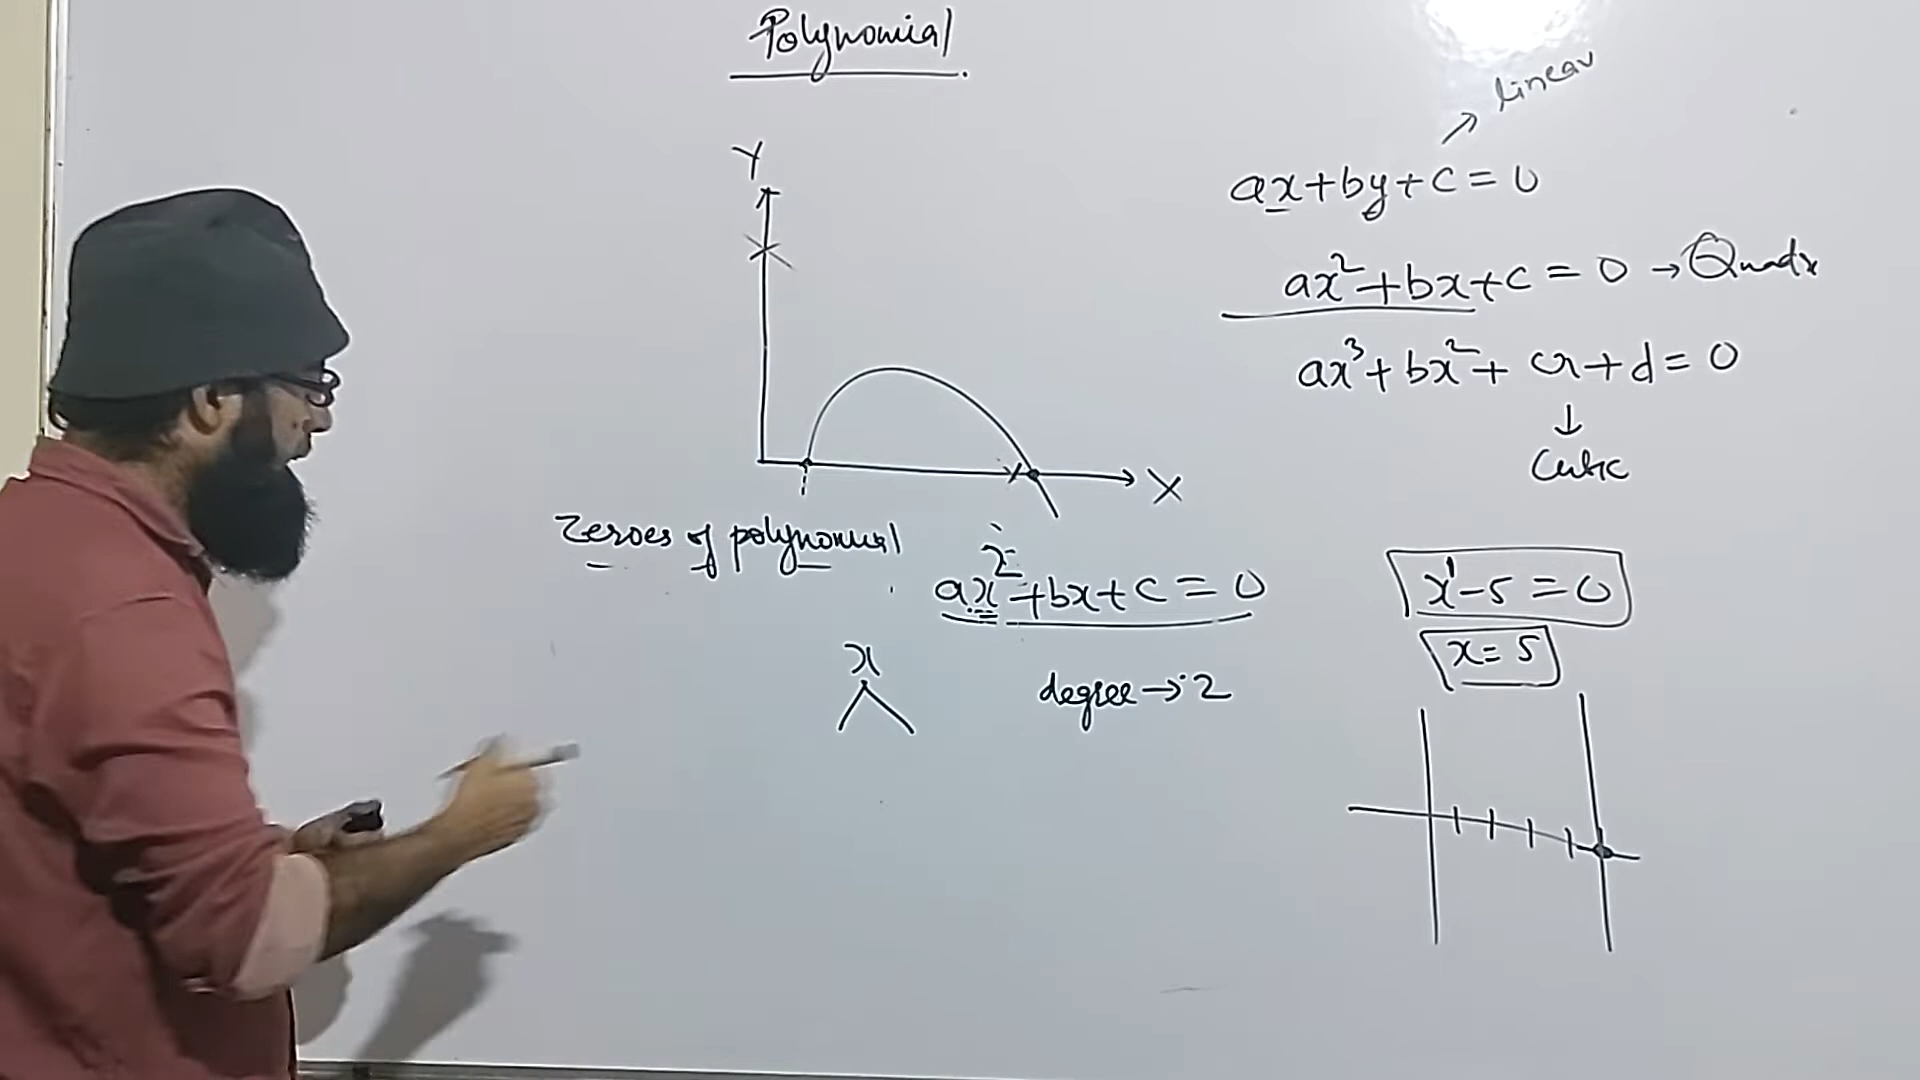 Polynomial
linear
Y
ax+by+c=0
ax²+bx+c=0 → Quadr
ax³+bx²+cx+d=0
↓
Cubic
X
Zeroes of polynomial
ax²+bx+c=0
x¹-5=0
x=5
x
degree → 2